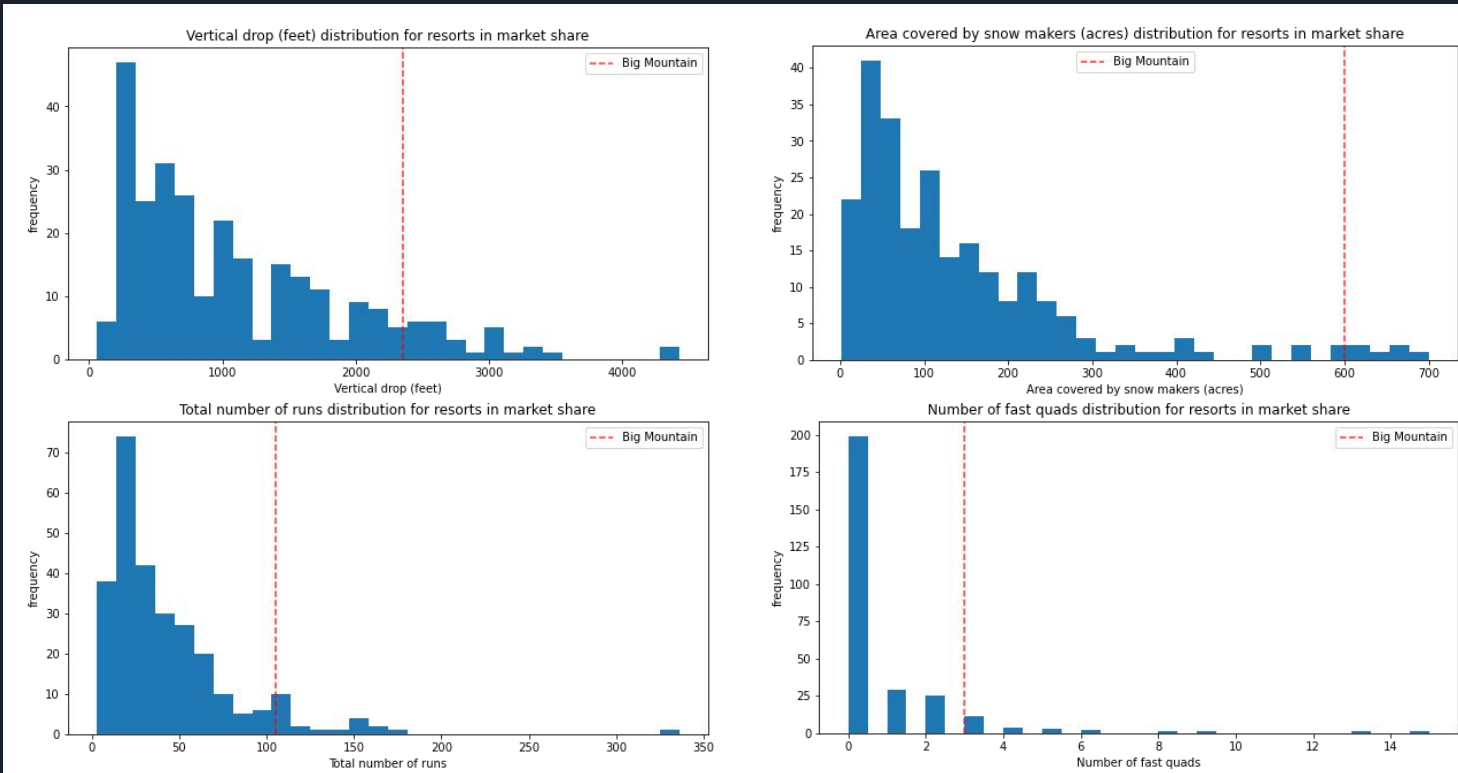 Vertical drop (feet) distribution for resorts in market share
Big Mountain
frequency
40
30
20
10
0
0 1000 2000 3000 4000
Vertical drop (feet)
Area covered by snow makers (acres) distribution for resorts in market share
Big Mountain
frequency
40
35
30
25
20
15
10
5
0
0 100 200 300 400 500 600 700
Area covered by snow makers (acres)
Total number of runs distribution for resorts in market share
Big Mountain
frequency
70
60
50
40
30
20
10
0
0 50 100 150 200 250 300 350
Total number of runs
Number of fast quads distribution for resorts in market share
Big Mountain
frequency
200
175
150
125
100
75
50
25
0
0 2 4 6 8 10 12 14
Number of fast quads